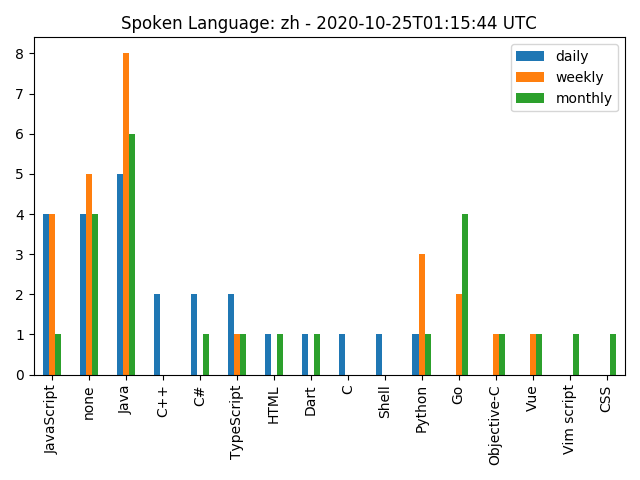 Spoken Language: zh - 2020-10-25T01:15:44 UTC
daily
weekly
monthly
8
7
6
5
4
3
2
1
0
JavaScript
none
Java
C++
C#
TypeScript
HTML
Dart
C
Shell
Python
Go
Objective-C
Vue
Vim script
CSS